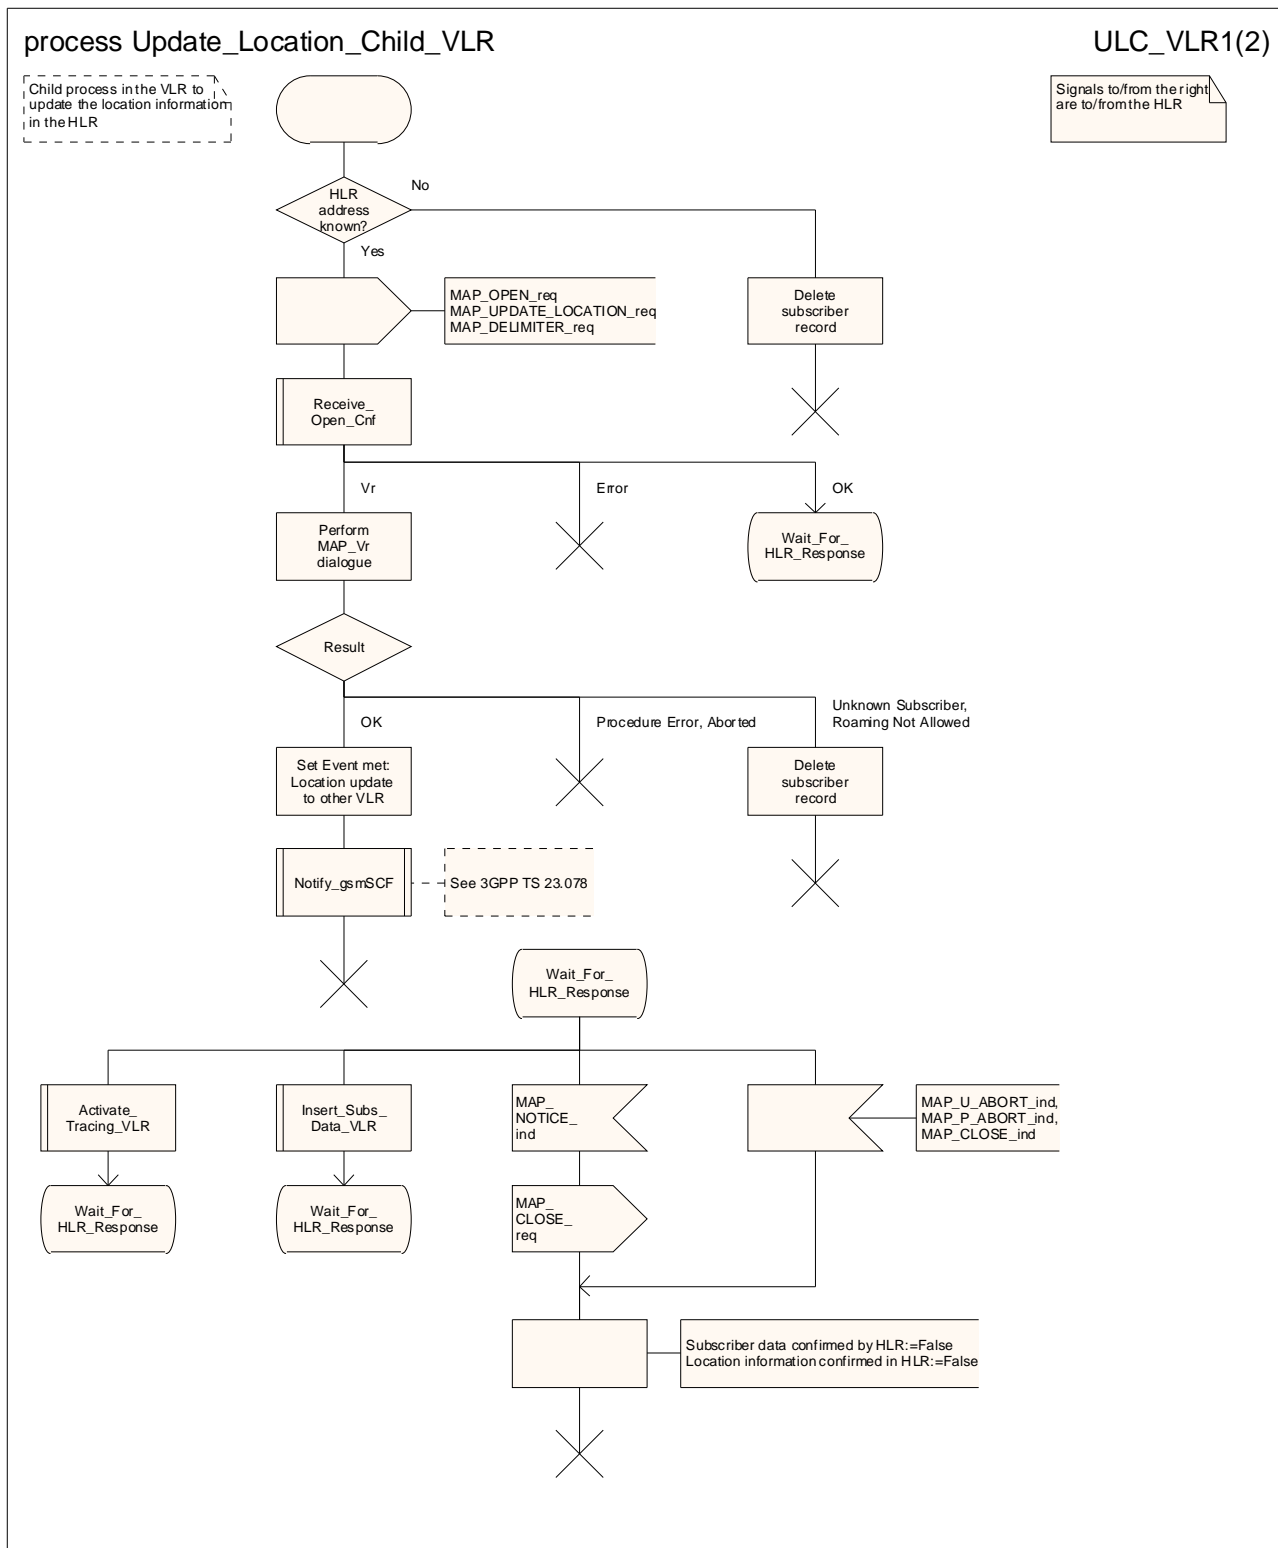 process Update_Location_Child_VLR
ULC_VLR1(2)
Child process in the VLR to
update the location information
in the HLR
Signals to/from the right
are to/from the HLR
HLR
address
known?
No
Yes
MAP_OPEN_req
MAP_UPDATE_LOCATION_req
MAP_DELIMITER_req
Delete
subscriber
record
Receive_
Open_Cnf
Vr
Error
OK
Perform
MAP_Vr
dialogue
Wait_For_
HLR_Response
Result
OK
Procedure Error, Aborted
Unknown Subscriber,
Roaming Not Allowed
Set Event met:
Location update
to other VLR
Delete
subscriber
record
Notify_gsmSCF
See 3GPP TS 23.078
Wait_For_
HLR_Response
Activate_
Tracing_VLR
Insert_Subs_
Data_VLR
MAP_
NOTICE_
ind
MAP_U_ABORT_ind,
MAP_P_ABORT_ind,
MAP_CLOSE_ind
Wait_For_
HLR_Response
Wait_For_
HLR_Response
MAP_
CLOSE_
req
Subscriber data confirmed by HLR:=False
Location information confirmed in HLR:=False